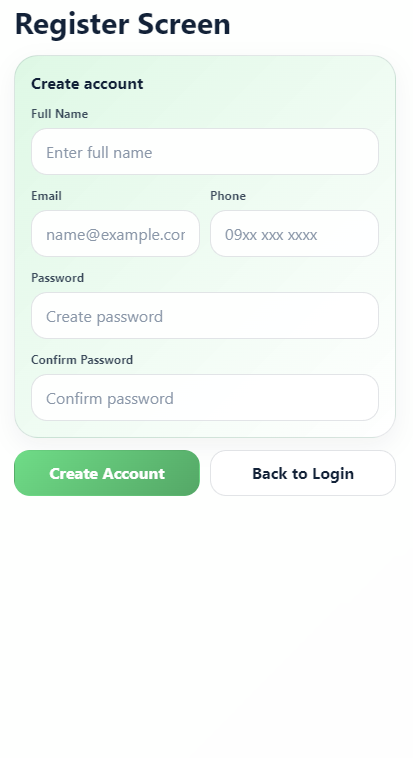 Register Screen
Create account
Full Name
Enter full name
Email
Phone
name@example.cor
09xx xxx xxxx
Password
Create password
Confirm Password
Confirm password
Create Account
Back to Login